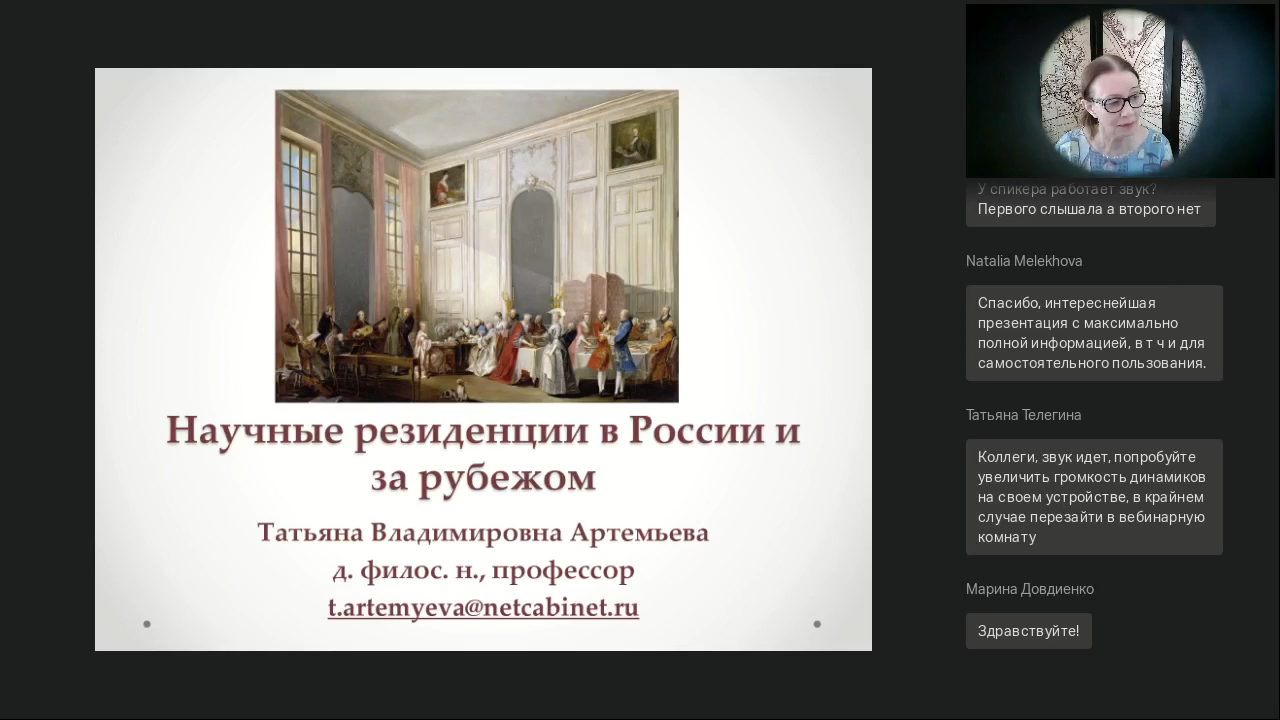 Научные резиденции в России и
за рубежом
Татьяна Владимировна Артемьева
д. филос. н., профессор
t.artemyeva@netcabinet.ru
У спикера работает звук?
Первого слышала а второго нет
Natalia Melekhova
Спасибо, интереснейшая
презентация с максимально
полной информацией, в т ч и для
самостоятельного пользования.
Татьяна Телегина
Коллеги, звук идет, попробуйте
увеличить громкость динамиков
на своем устройстве, в крайнем
случае перезайти в вебинарную
комнату
Марина Довдиенко
Здравствуйте!